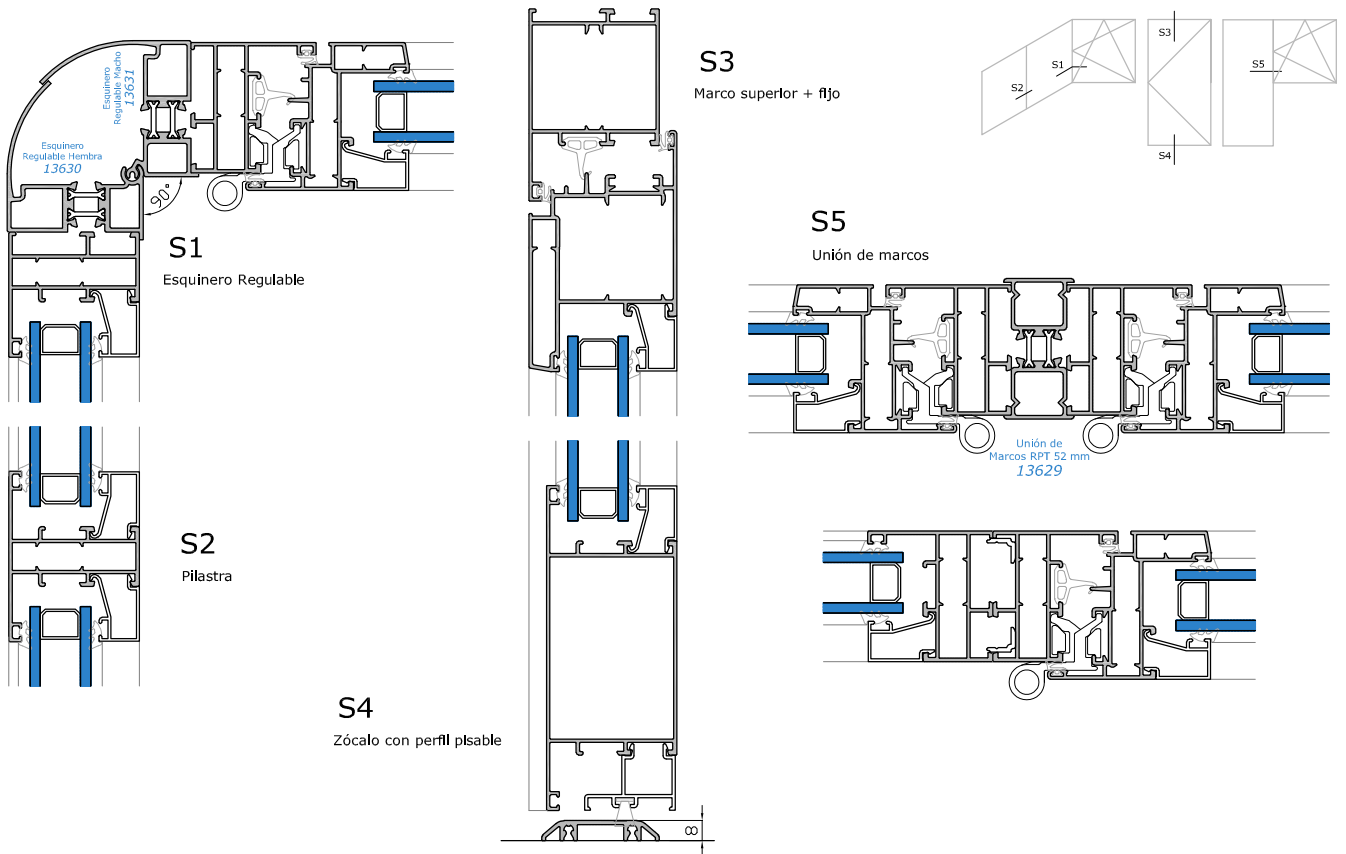 Esquinero
Regulable Macho
13631
Esquinero
Regulable Hembra
13630
90°
S1
Esquinero Regulable
S2
Pilastra
S3
Marco superior + fijo
S4
Zócalo con perfil pisable
8
S1
S2
S3
S4
S5
S5
Unión de marcos
Unión de
Marcos RPT 52 mm
13629